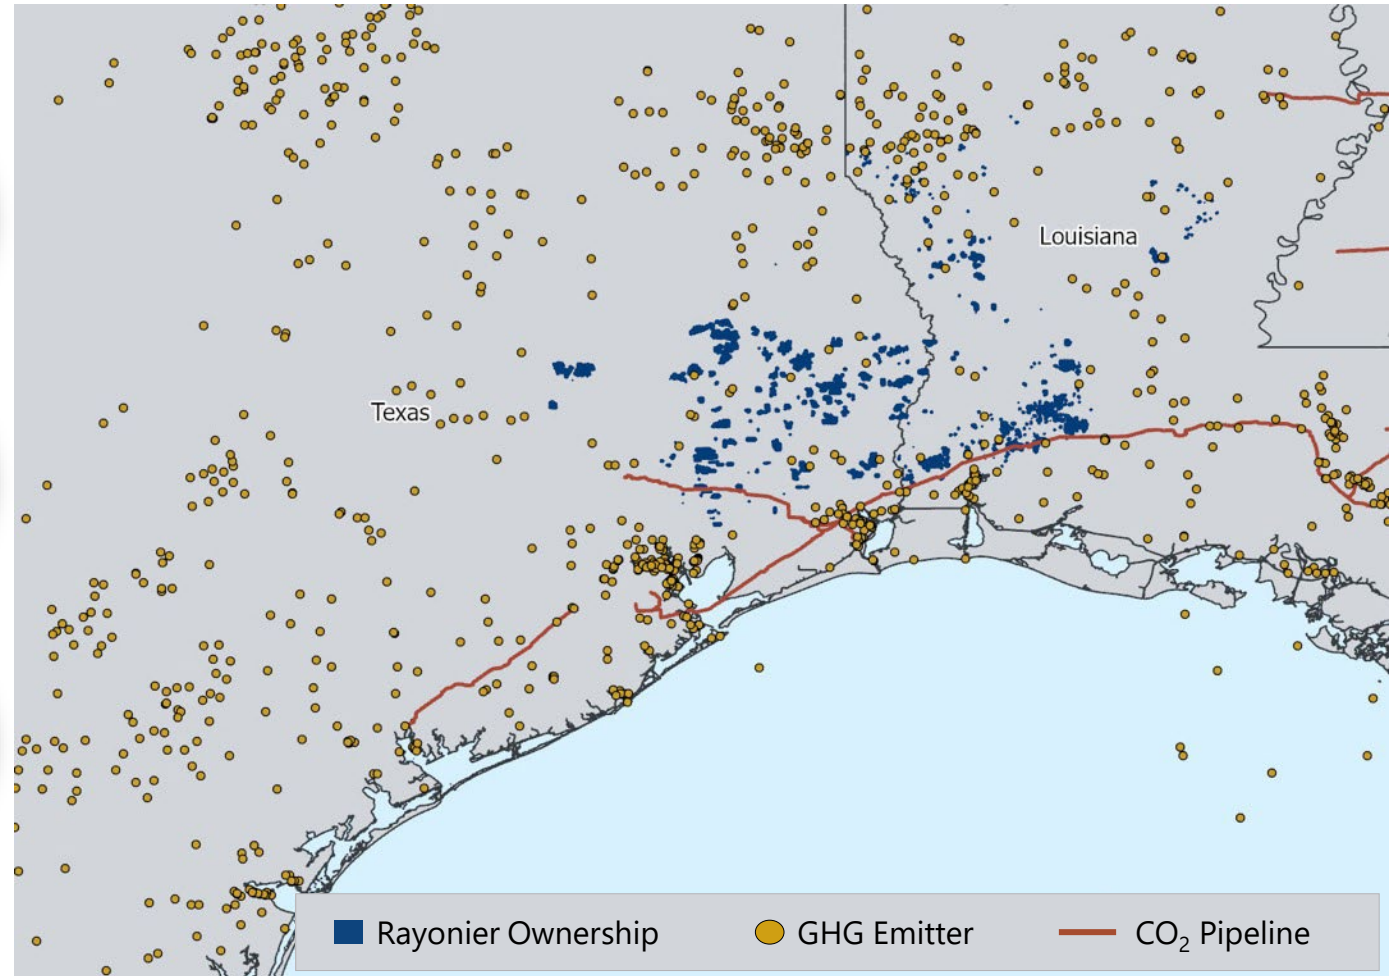 Louisiana
Texas
Rayonier Ownership
GHG Emitter
CO₂ Pipeline